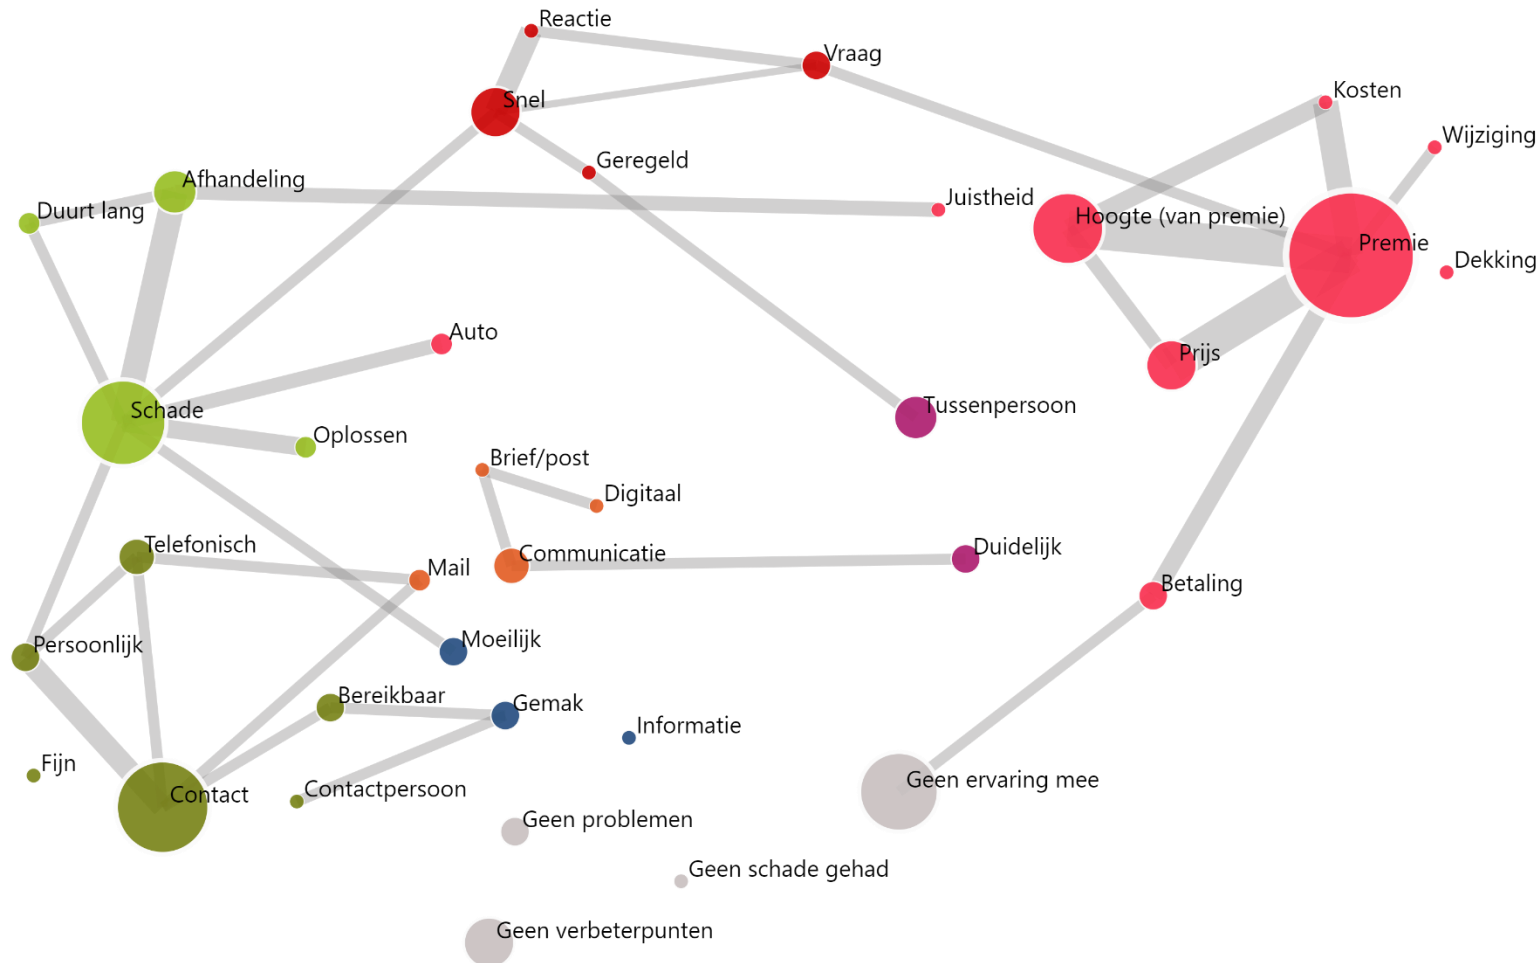 Reactie
Vraag
Snel
Kosten
Wijziging
Geregeld
Afhandeling
Duurt lang
Juistheid
Hoogte (van premie)
Premie
Dekking
Auto
Prijs
Schade
Tussenpersoon
Oplossen
Brief/post
Digitaal
Telefonisch
Communicatie
Duidelijk
Mail
Betaling
Persoonlijk
Moeilijk
Bereikbaar
Gemak
Informatie
Fijn
Contact
Contactpersoon
Geen ervaring mee
Geen problemen
Geen schade gehad
Geen verbeterpunten